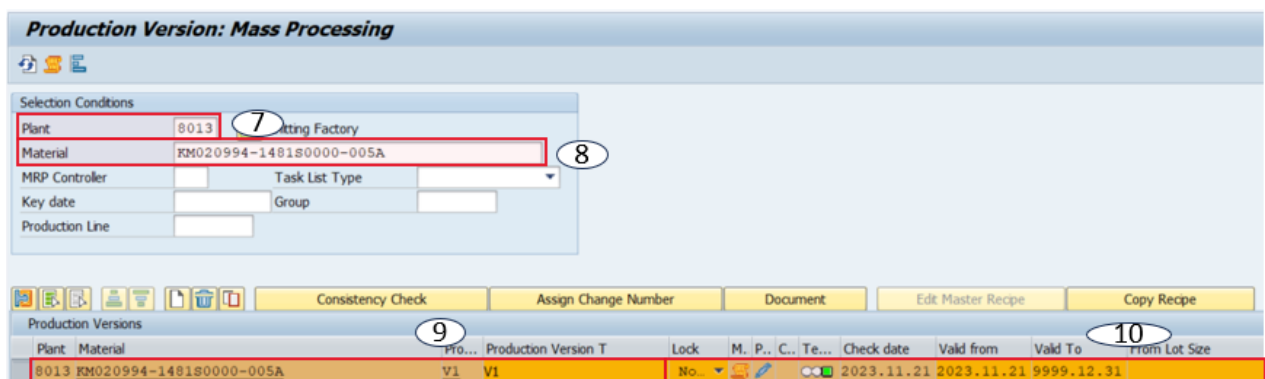 Production Version: Mass Processing
Selection Conditions
Plant 8013 7 itting Factory
Material KM020994-1481S0000-005A 8
MRP Controller Task List Type
Key date Group
Production Line
Consistency Check Assign Change Number Document Edit Master Recipe Copy Recipe
Production Versions 9 10
Plant Material Pro... Production Version T Lock M. P.. C.. Te... Check date Valid from Valid To From Lot Size
8013 KM020994-1481S0000-005A V1 V1 No... 2023.11.21 2023.11.21 9999.12.31